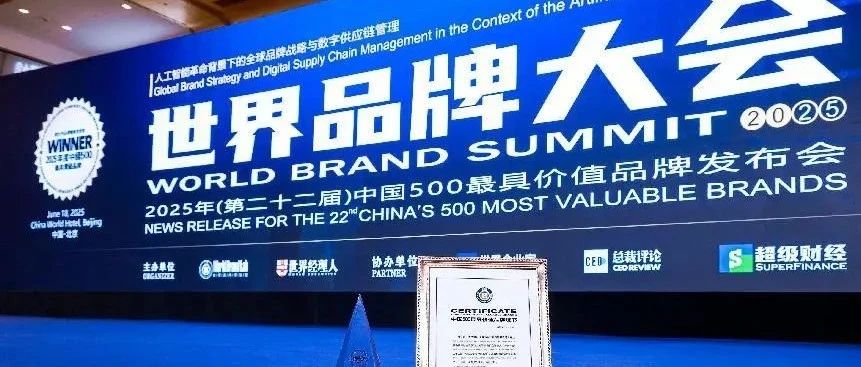 人工智能革命背景下的全球品牌战略与数字供应链管理
Global Brand Strategy and Digital Supply Chain Management in the Context of the
世界品牌大会
WORLD BRAND SUMMIT 2025
2025年(第二十二届)中国500最具价值品牌发布会
NEWS RELEASE FOR THE 22nd CHINA'S 500 MOST VALUABLE BRANDS
WINNER
June 18, 2025
China World Hotel, Beijing
中国·北京
主办单位
ORGANIZER
世界经理人
协办单位
PARTNER
CEO 总裁评论
CEO REVIEW
超级财经
SUPERFINANCE
CERTIFICATE